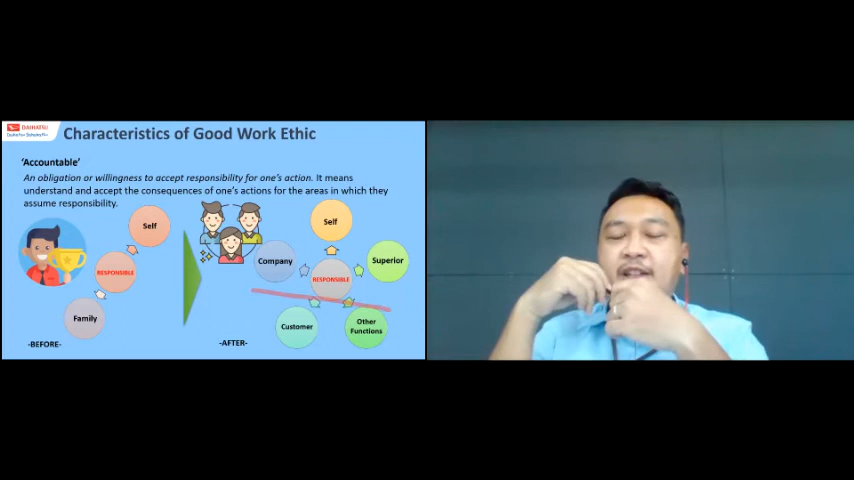 DAIHATSU
Characteristics of Good Work Ethic
'Accountable'
An obligation or willingness to accept responsibility for one's action. It means
understand and accept the consequences of one's actions for the areas in which they
assume responsibility.
Self
RESPONSIBLE
Family
-BEFORE-
Self
Company
Superior
RESPONSIBLE
Customer
Other
Functions
-AFTER-